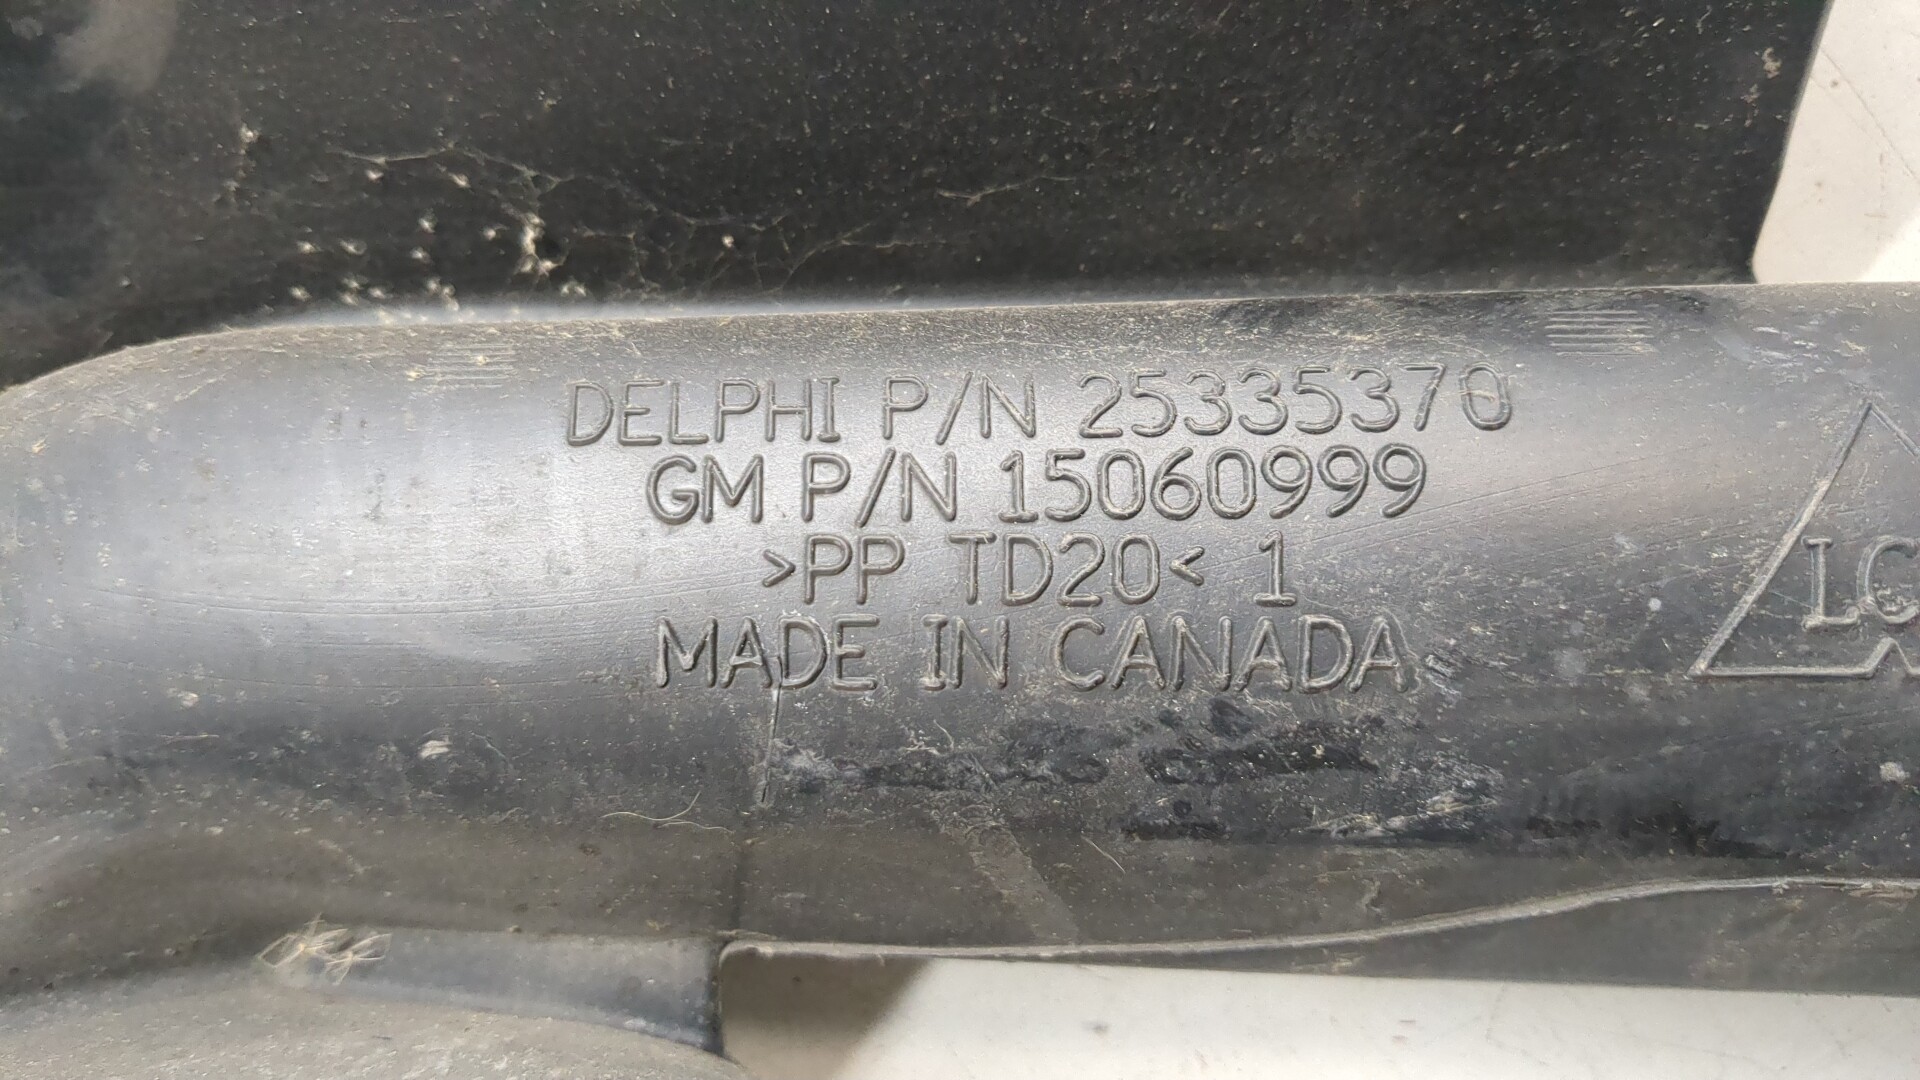 DELPHI P/N 25335370
GM P/N 15060999
>PP TD20< 1
MADE IN CANADA